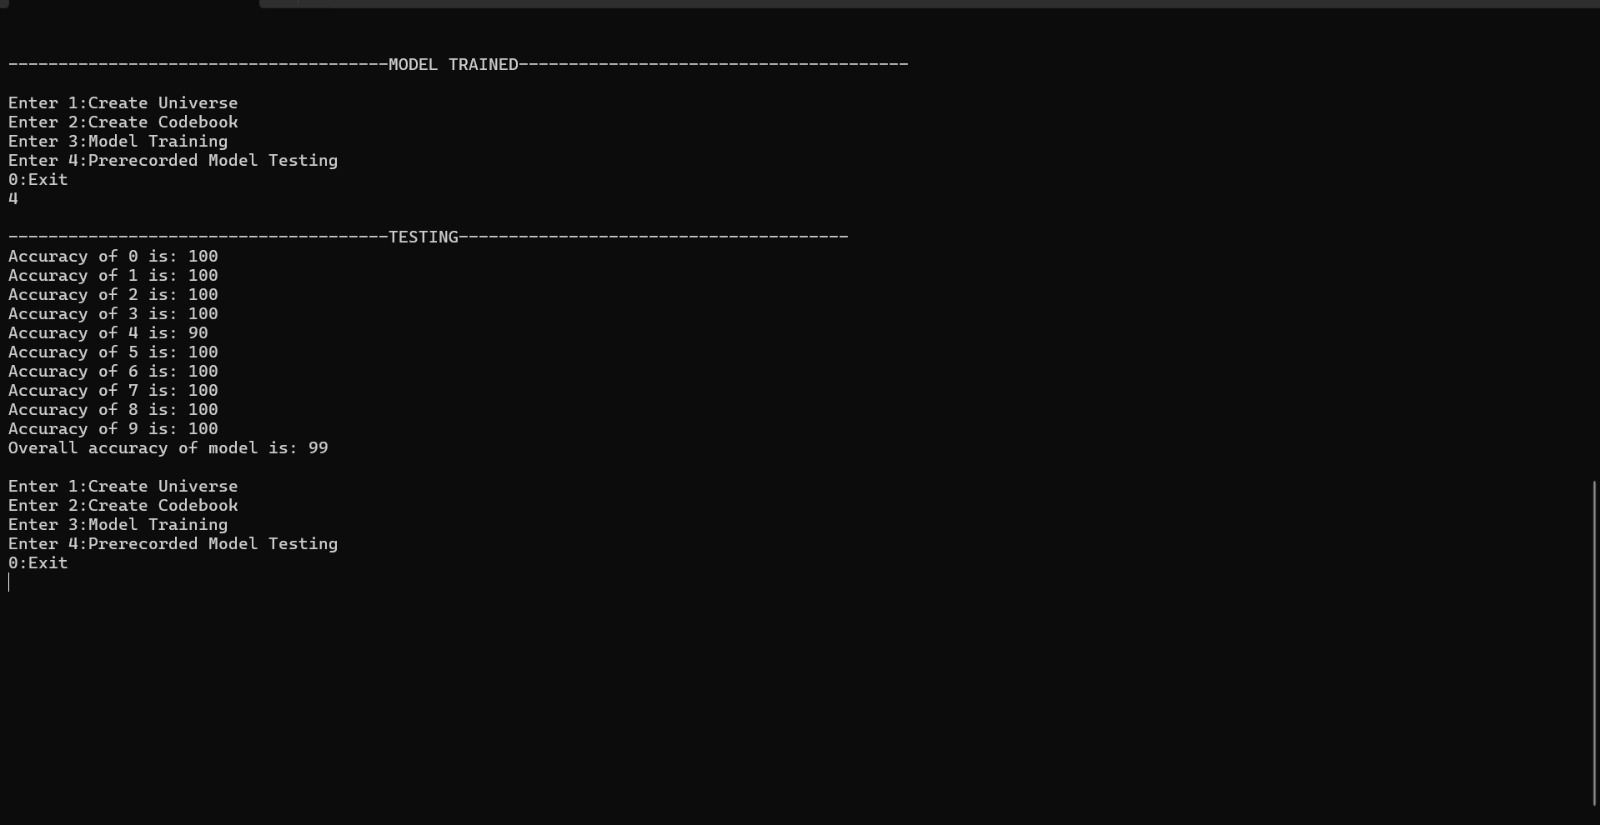 --------------------------------------MODEL TRAINED---------------------------------------
Enter 1:Create Universe
Enter 2:Create Codebook
Enter 3:Model Training
Enter 4:Prerecorded Model Testing
0:Exit
4
--------------------------------------TESTING---------------------------------------
Accuracy of 0 is: 100
Accuracy of 1 is: 100
Accuracy of 2 is: 100
Accuracy of 3 is: 100
Accuracy of 4 is: 90
Accuracy of 5 is: 100
Accuracy of 6 is: 100
Accuracy of 7 is: 100
Accuracy of 8 is: 100
Accuracy of 9 is: 100
Overall accuracy of model is: 99
Enter 1:Create Universe
Enter 2:Create Codebook
Enter 3:Model Training
Enter 4:Prerecorded Model Testing
0:Exit